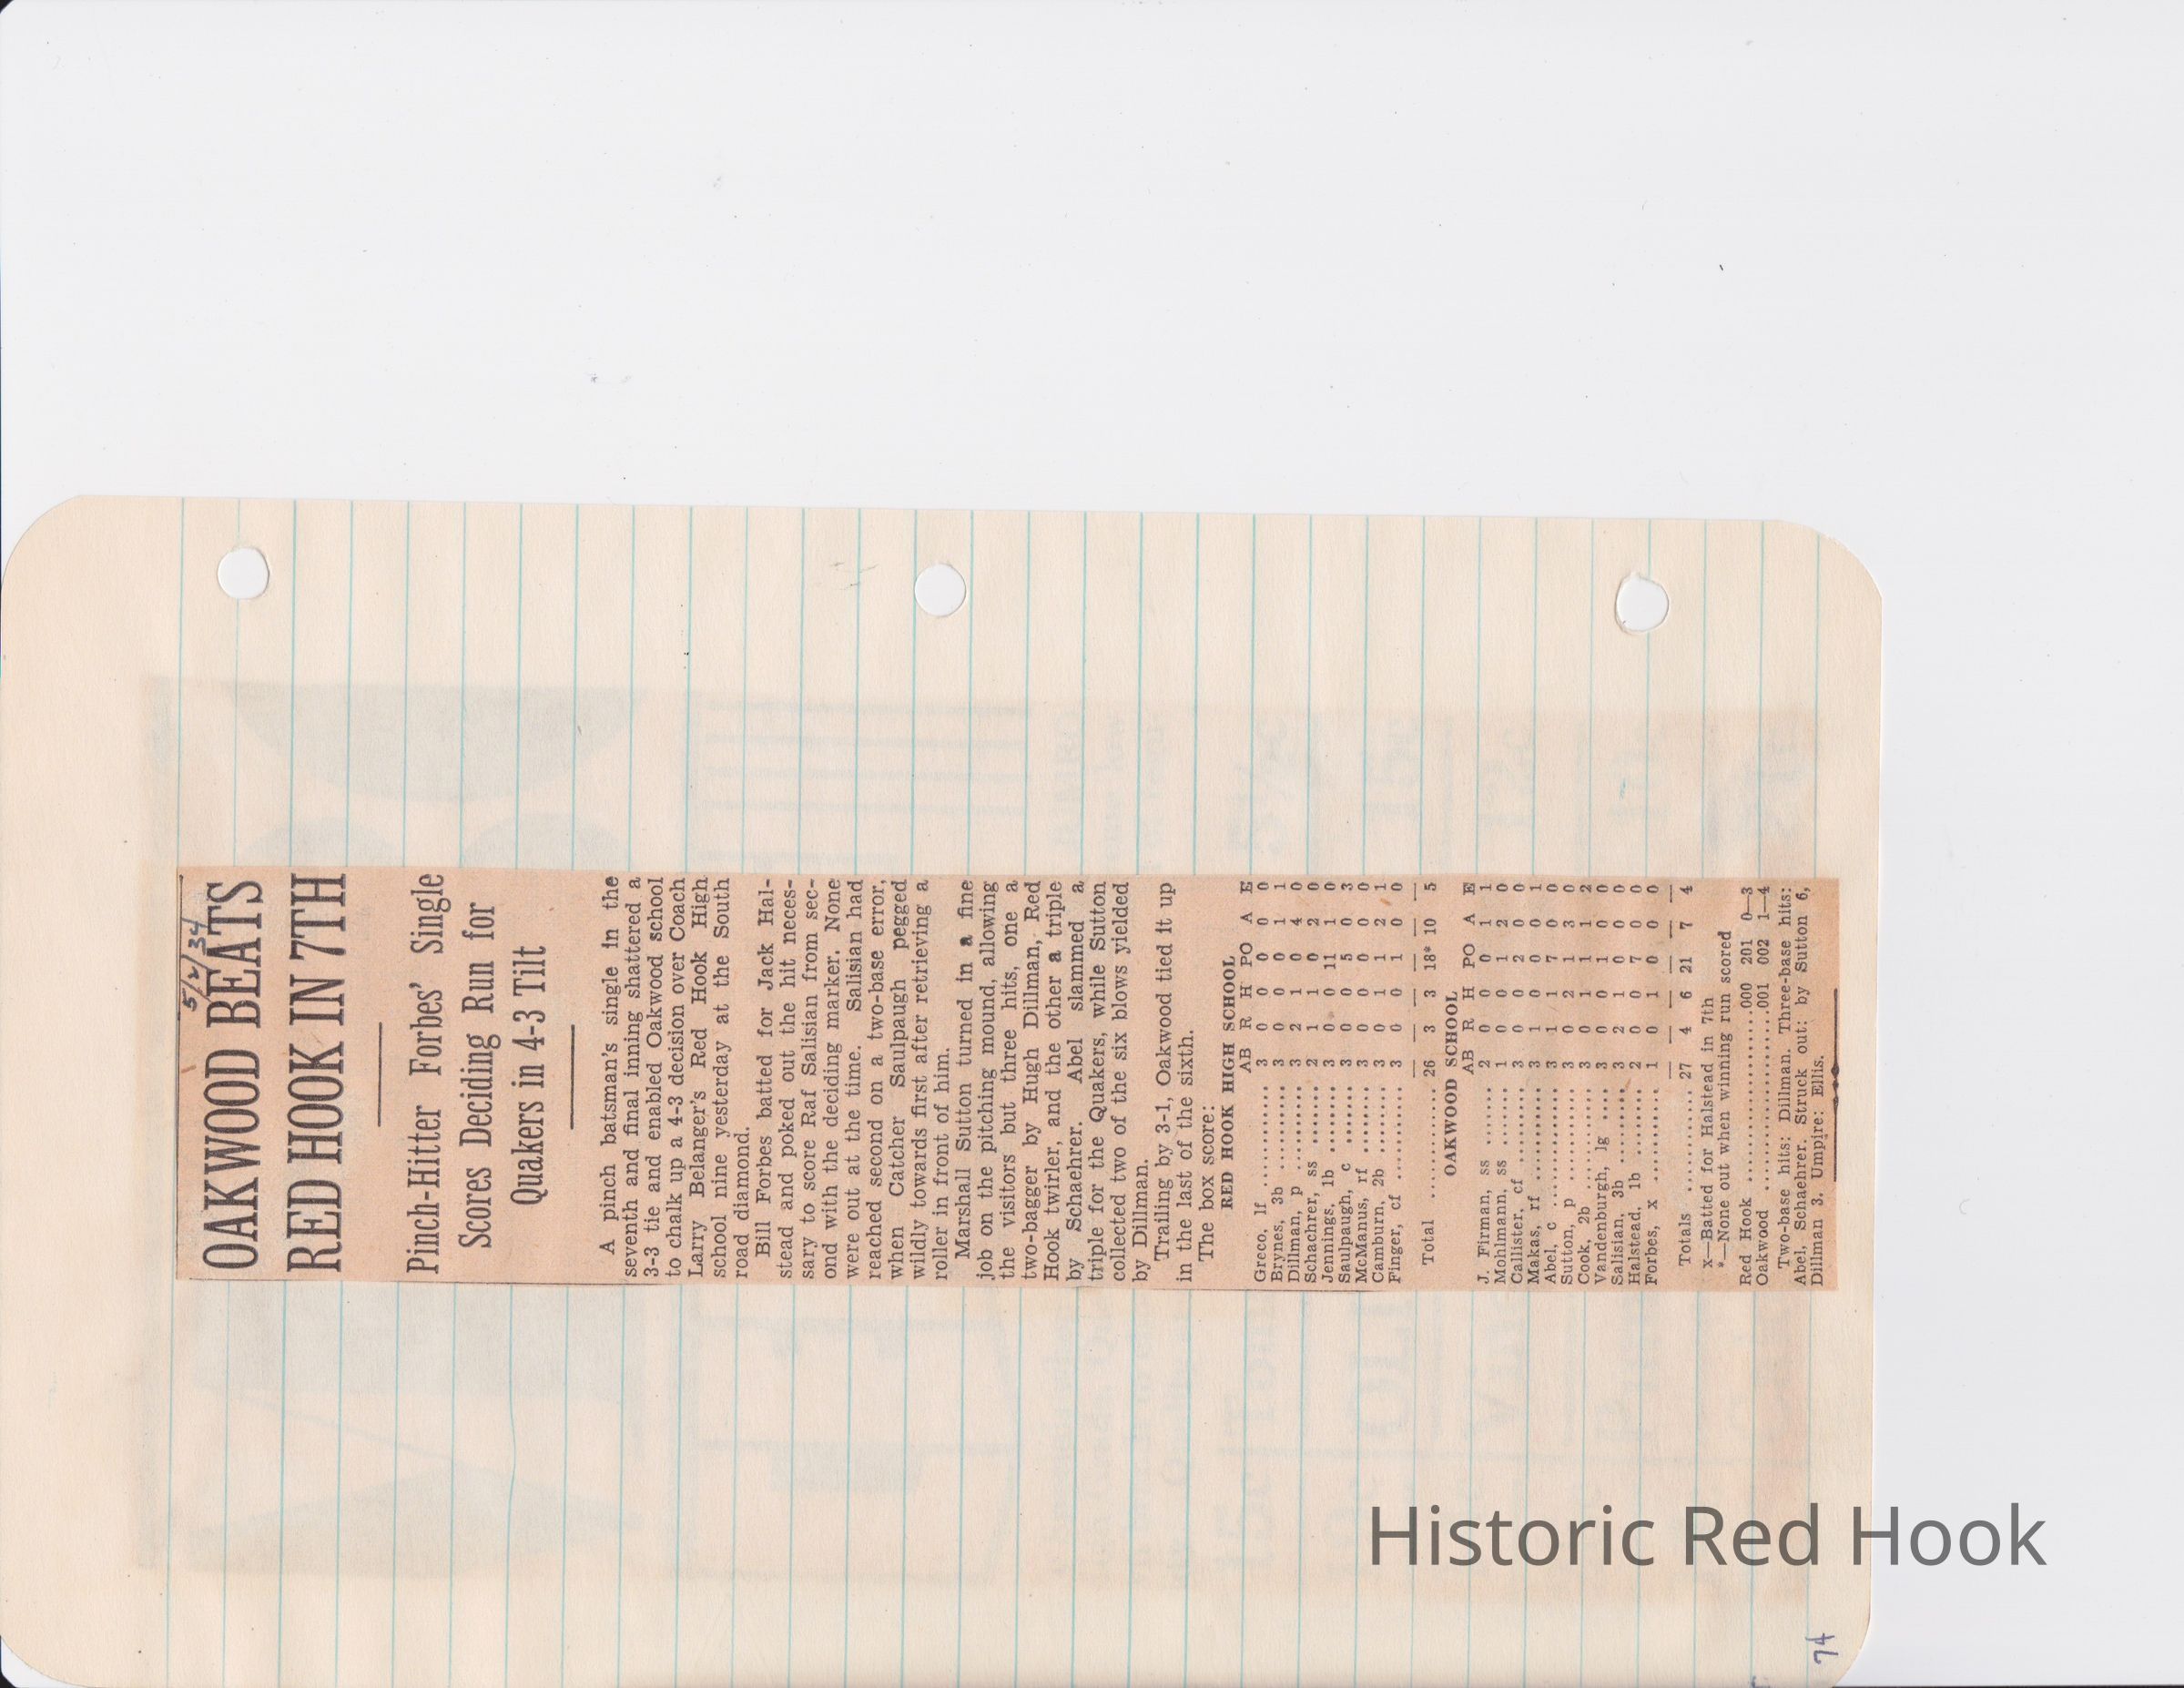 5/2/34
OAKWOOD BEATS
RED HOOK IN 7TH
Pinch-Hitter Forbes' Single
Scores Deciding Run for
Quakers in 4-3 Tilt
A pinch batsman's single in the
seventh and final inning shattered a
3-3 tie and enabled Oakwood school
to chalk up a 4-3 decision over Coach
Larry Belanger's Red Hook High
school nine yesterday at the South
road diamond.
Bill Forbes batted for Jack Hal-
stead and poked out the hit neces-
sary to score Raf Salisian from sec-
ond with the deciding marker. None
were out at the time. Salisian had
reached second on a two-base error,
when Catcher Saulpaugh pegged
wildly towards first after retrieving a
roller in front of him.
Marshall Sutton turned in a fine
job on the pitching mound, allowing
the visitors but three hits, one a
two-bagger by Hugh Dillman, Red
Hook twirler, and the other a triple
by Schaehrer. Abel slammed a
triple for the Quakers, while Sutton
collected two of the six blows yielded
by Dillman.
Trailing by 3-1, Oakwood tied it up
in the last of the sixth.
The box score:
RED HOOK HIGH SCHOOL
AB R H PO A E
Greco, lf ........... 3 0 0 0 0 0
Brynes, 3b ......... 3 0 0 0 1 1
Dillman, p ......... 3 2 1 0 4 0
Schachrer, ss ....... 2 1 1 0 2 0
Jennings, 1b ........ 3 0 0 11 1 0
Saulpaugh, c ....... 3 0 0 5 0 3
McManus, rf ....... 3 0 0 0 0 0
Camburn, 2b ....... 3 0 1 1 2 1
Finger, cf .......... 3 0 0 1 0 0
Total ............ 26 3 3 18* 10 5
OAKWOOD SCHOOL
AB R H PO A E
J. Firman, ss ....... 2 0 0 0 1 1
Mohlmann, ss ....... 1 0 0 1 2 0
Callister, cf ........ 3 0 0 2 0 0
Makas, rf .......... 3 1 0 0 0 1
Abel, c ............ 3 1 1 7 0 0
Sutton, p .......... 3 0 2 1 3 0
Cook, 2b .......... 3 0 1 1 1 2
Vandenburgh, lg .... 3 0 0 1 0 0
Salisian, 3b ........ 3 2 1 0 0 0
Halstead, 1b ....... 2 0 0 7 0 0
Forbes, x .......... 1 0 1 0 0 0
Totals .......... 27 4 6 21 7 4
x—Batted for Halstead in 7th
*—None out when winning run scored
Red Hook .................000 201 0—3
Oakwood ..................001 002 1—4
Two-base hits: Dillman. Three-base hits:
Abel, Schaehrer. Struck out: by Sutton 6,
Dillman 3. Umpire: Ellis.
Historic Red Hook
74